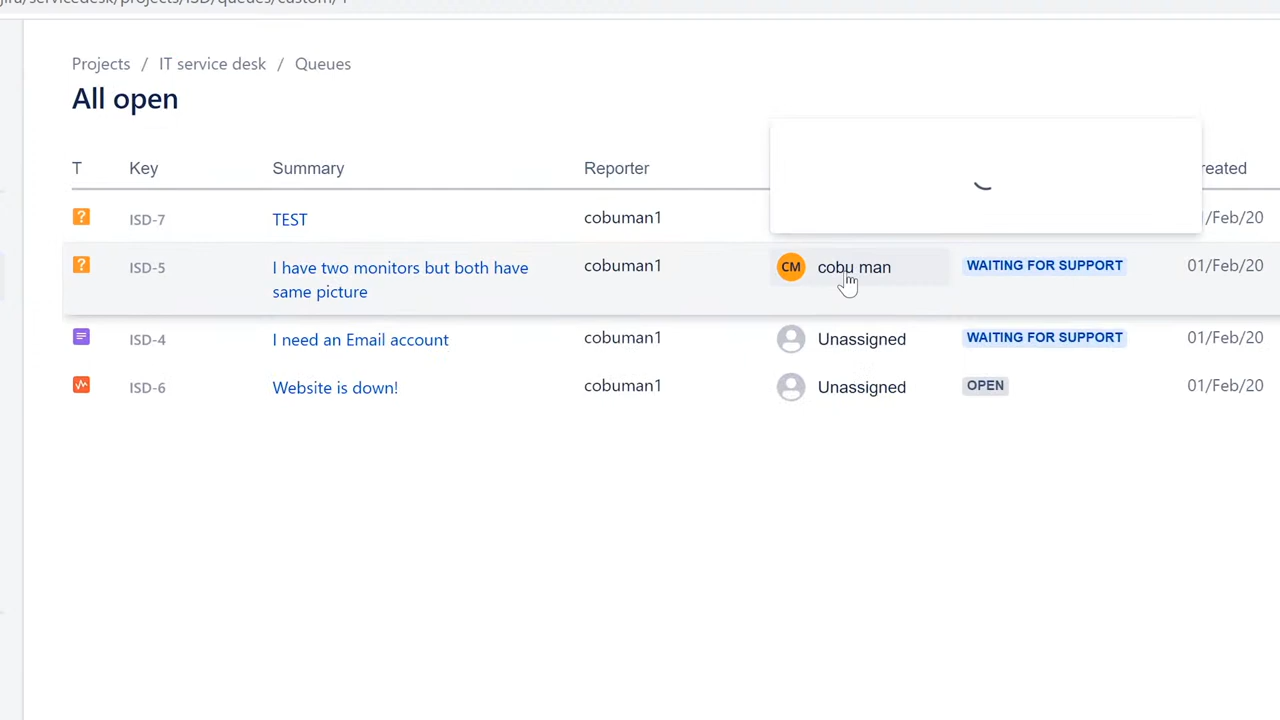 jira/servicedesk/projects/ISD/queues/custom/
Projects / IT service desk / Queues
All open
T Key Summary Reporter reated
? ISD-7 TEST cobuman1 /Feb/20
? ISD-5 I have two monitors but both have cobuman1 CM cobu man WAITING FOR SUPPORT 01/Feb/20
same picture
ISD-4 I need an Email account cobuman1 Unassigned WAITING FOR SUPPORT 01/Feb/20
ISD-6 Website is down! cobuman1 Unassigned OPEN 01/Feb/20